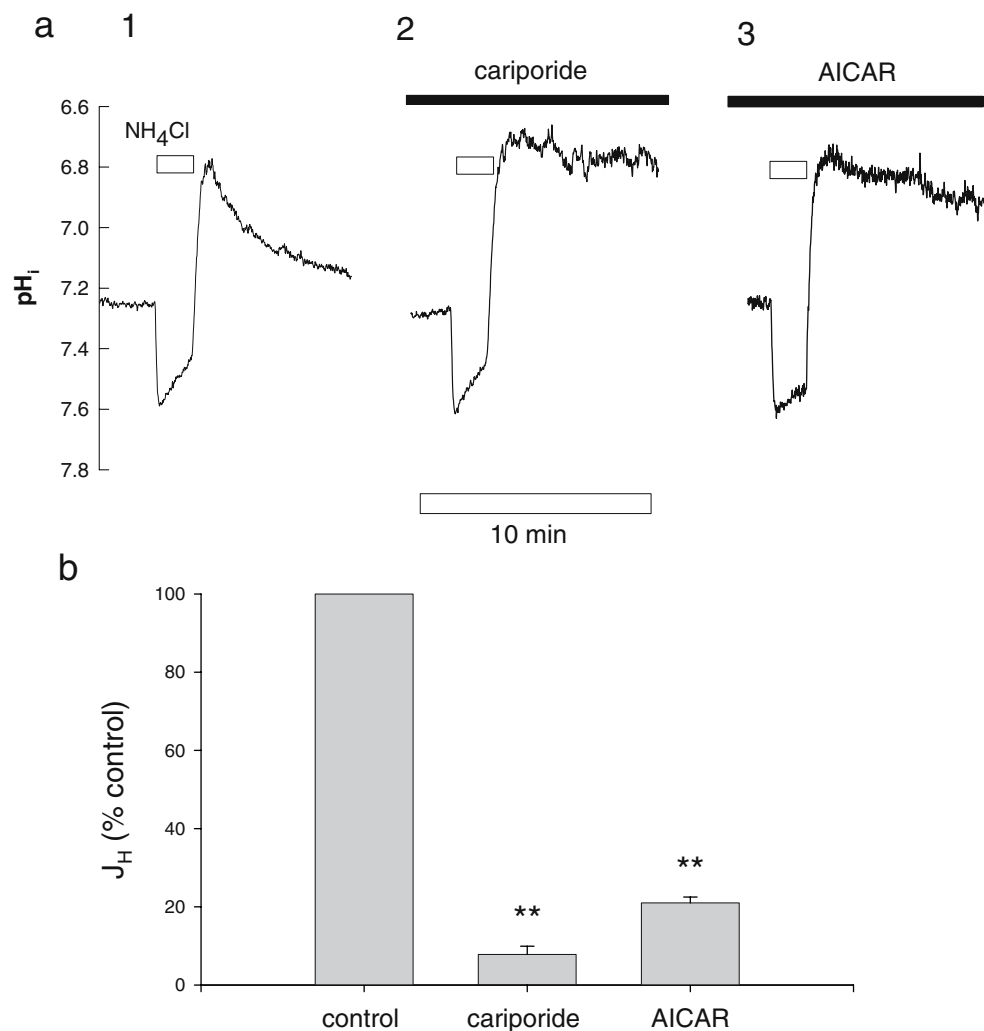 a 1 2 3
cariporide AICAR
NH₄Cl
pHᵢ
6.6
6.8
7.0
7.2
7.4
7.6
7.8
10 min
b
J_H (% control)
100
80
60
40
20
0
** **
control cariporide AICAR